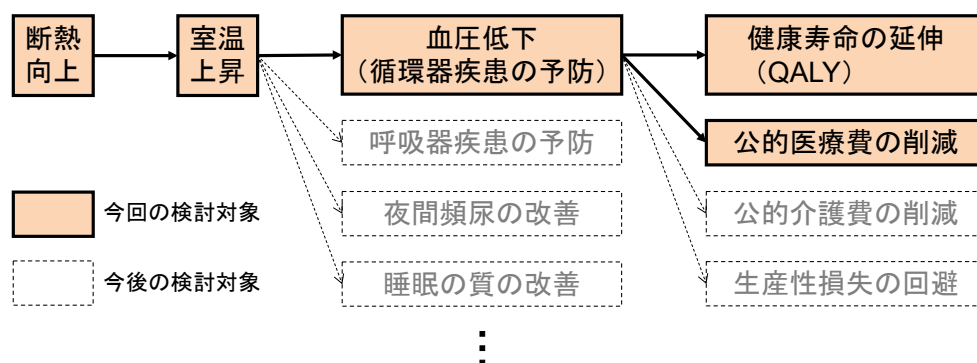 断熱
向上
室温
上昇
血圧低下
（循環器疾患の予防）
健康寿命の延伸
（QALY）
呼吸器疾患の予防
公的医療費の削減
今回の検討対象
夜間頻尿の改善
公的介護費の削減
今後の検討対象
睡眠の質の改善
生産性損失の回避
⋮